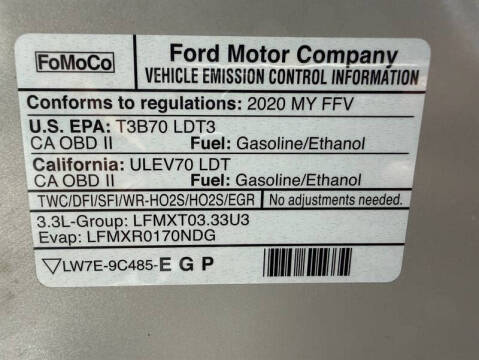 FoMoCo
Ford Motor Company
VEHICLE EMISSION CONTROL INFORMATION
Conforms to regulations: 2020 MY FFV
U.S. EPA: T3B70 LDT3
CA OBD II Fuel: Gasoline/Ethanol
California: ULEV70 LDT
CA OBD II Fuel: Gasoline/Ethanol
TWC/DFI/SFI/WR-HO2S/HO2S/EGR No adjustments needed.
3.3L-Group: LFMXT03.33U3
Evap: LFMXR0170NDG
LW7E-9C485-E G P